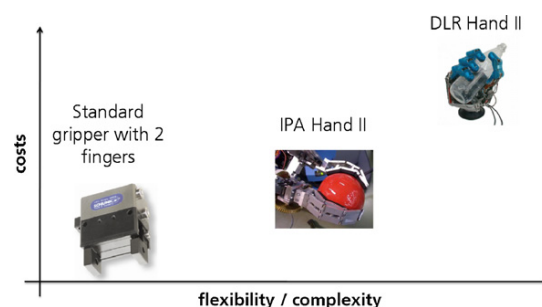 DLR Hand II
Standard
gripper with 2
fingers
IPA Hand II
costs
flexibility / complexity